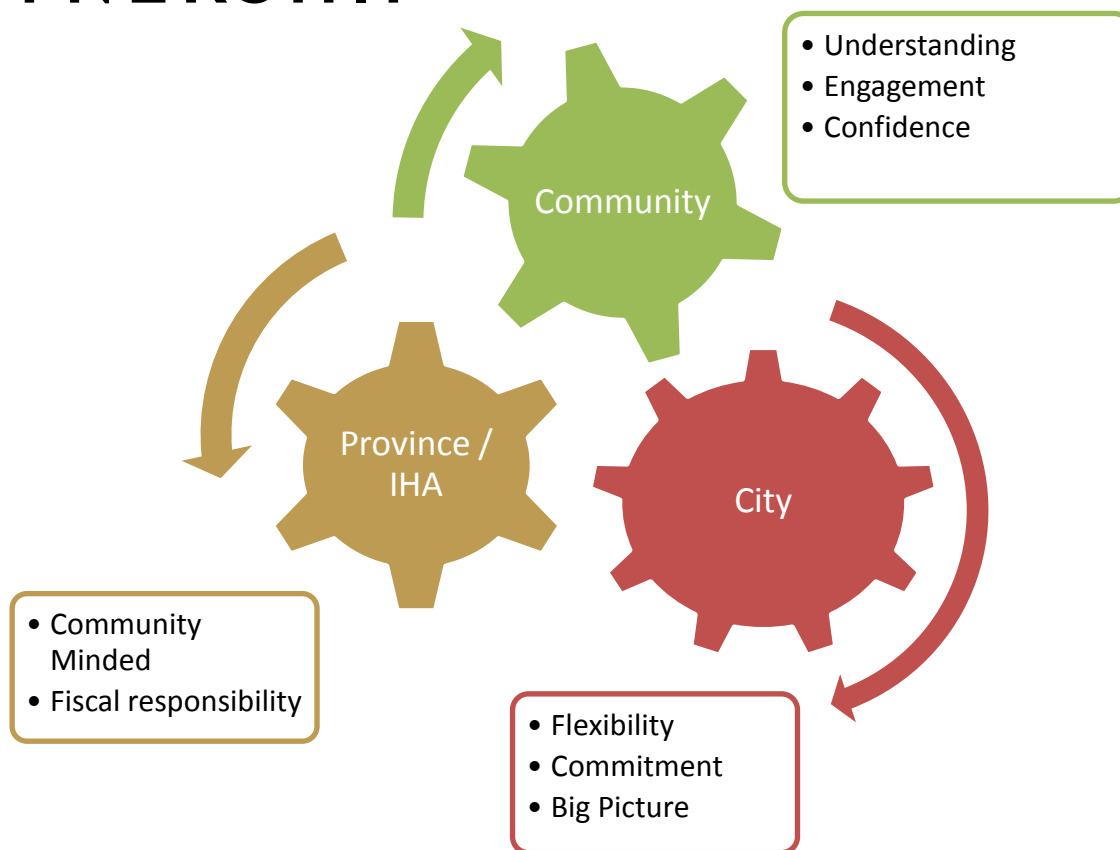 • Understanding
• Engagement
• Confidence
Community
Province /
IHA
City
• Community
Minded
• Fiscal responsibility
• Flexibility
• Commitment
• Big Picture